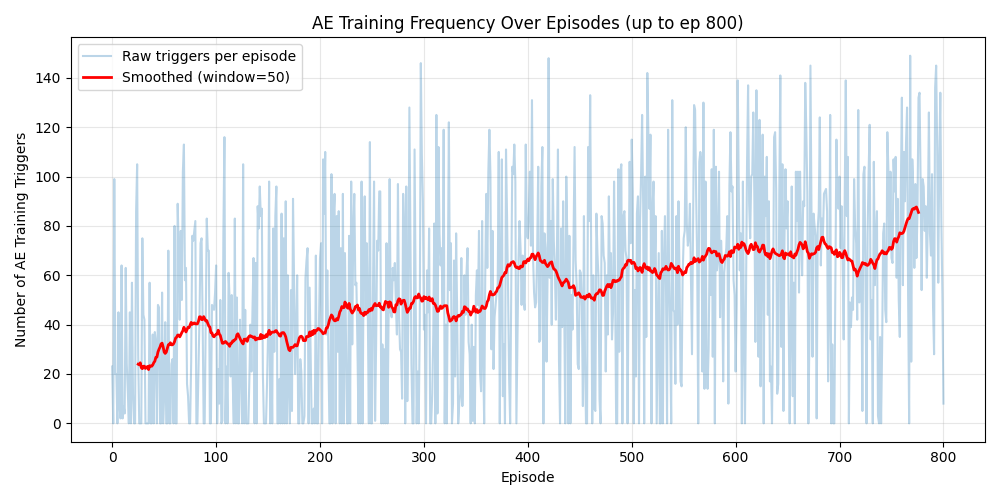 AE Training Frequency Over Episodes (up to ep 800)
Raw triggers per episode
Smoothed (window=50)
Number of AE Training Triggers
140
120
100
80
60
40
20
0
0 100 200 300 400 500 600 700 800
Episode